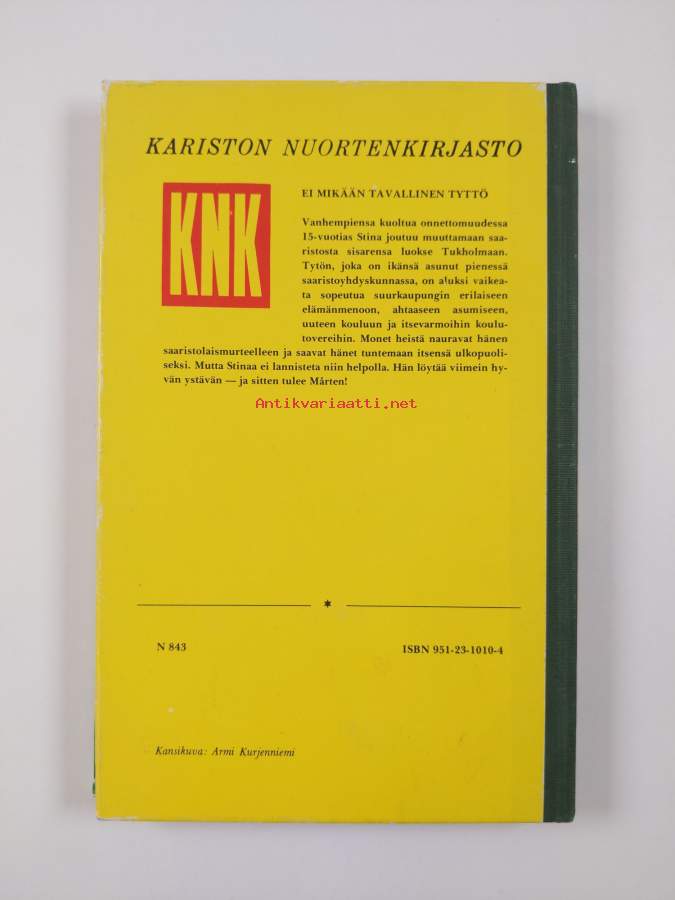 KARISTON NUORTENKIRJASTO
KNK
EI MIKÄÄN TAVALLINEN TYTTÖ
Vanhempiensa kuoltua onnettomuudessa
15-vuotias Stina joutuu muuttamaan saa-
ristosta sisarensa luokse Tukholmaan.
Tytön, joka on ikänsä asunut pienessä
saaristoyhdyskunnassa, on aluksi vaikea-
ta sopeutua suurkaupungin erilaiseen
elämänmenoon, ahtaaseen asumiseen,
uuteen kouluun ja itsevarmoihin koulu-
tovereihin. Monet heistä nauravat hänen
saaristolaismurteelleen ja saavat hänet tuntemaan itsensä ulkopuoli-
seksi. Mutta Stinaa ei lannisteta niin helpolla. Hän löytää viimein hy-
vän ystävän — ja sitten tulee Mårten!
Antikvariaatti.net
N 843
ISBN 951-23-1010-4
Kansikuva: Armi Kurjenniemi